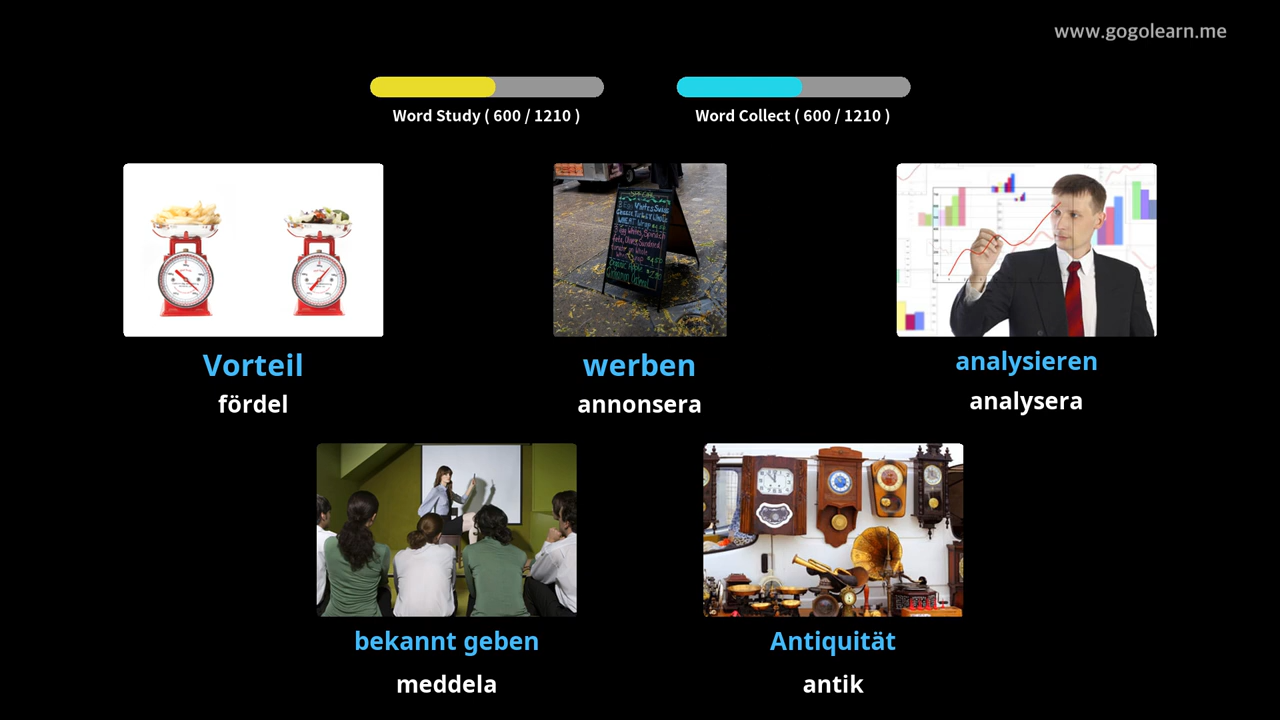 www.gogolearn.me
Word Study ( 600 / 1210 )
Word Collect ( 600 / 1210 )
Vorteil
werben
analysieren
fördel
annonsera
analysera
bekannt geben
Antiquität
meddela
antik